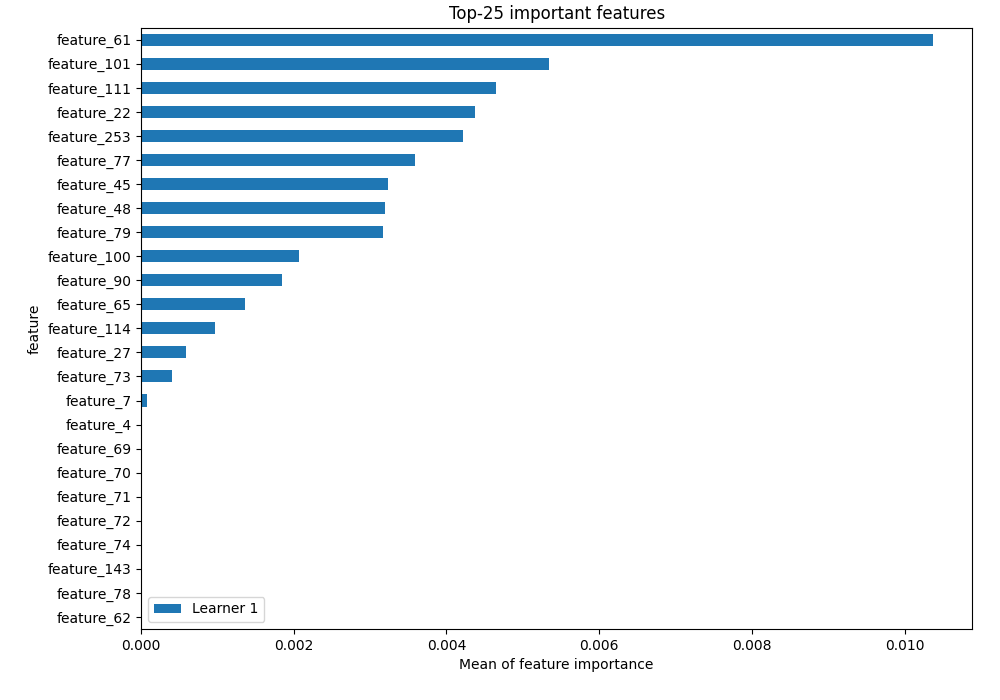 Top-25 important features
feature_61
feature_101
feature_111
feature_22
feature_253
feature_77
feature_45
feature_48
feature_79
feature_100
feature_90
feature_65
feature_114
feature_27
feature_73
feature_7
feature_4
feature_69
feature_70
feature_71
feature_72
feature_74
feature_143
feature_78
feature_62
feature
Learner 1
0.000 0.002 0.004 0.006 0.008 0.010
Mean of feature importance